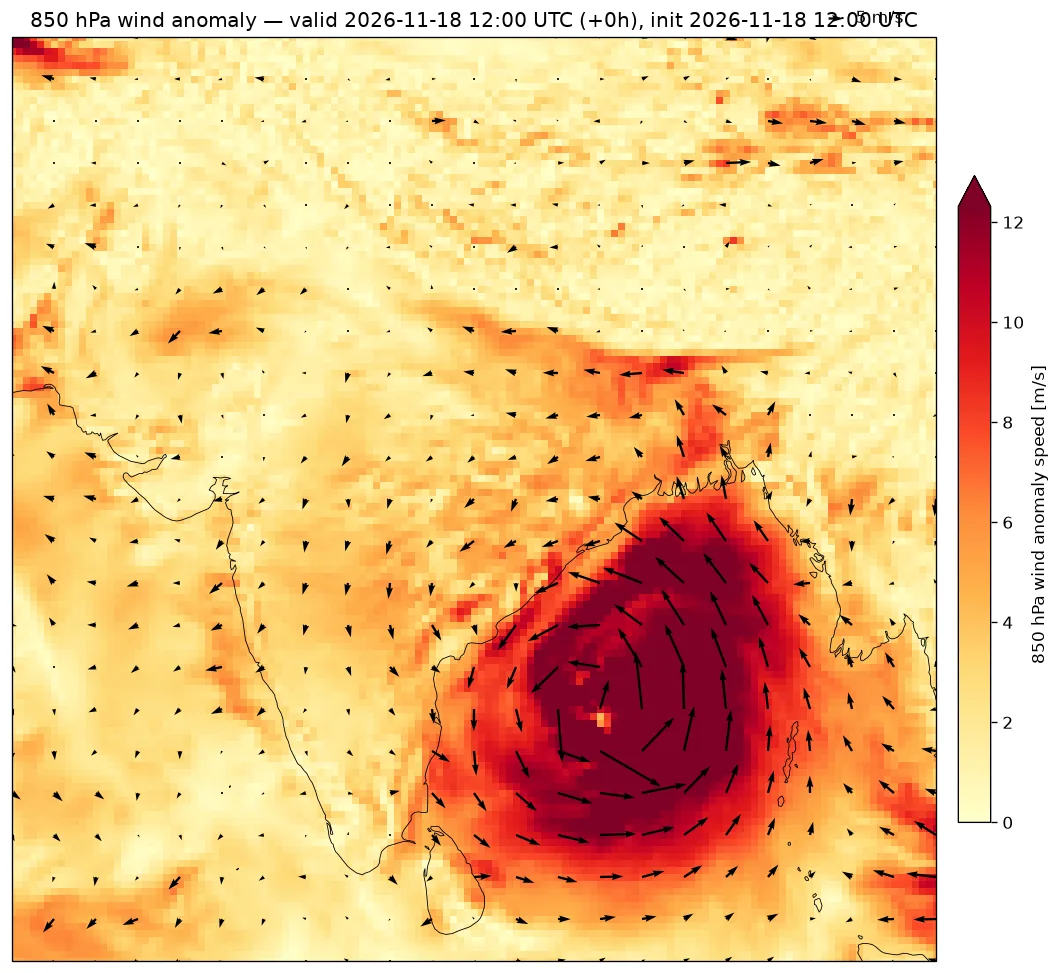 850 hPa wind anomaly — valid 2026-11-18 12:00 UTC (+0h), init 2026-11-18 12:00 UTC
5 m/s
12
10
8
6
4
2
0
850 hPa wind anomaly speed [m/s]